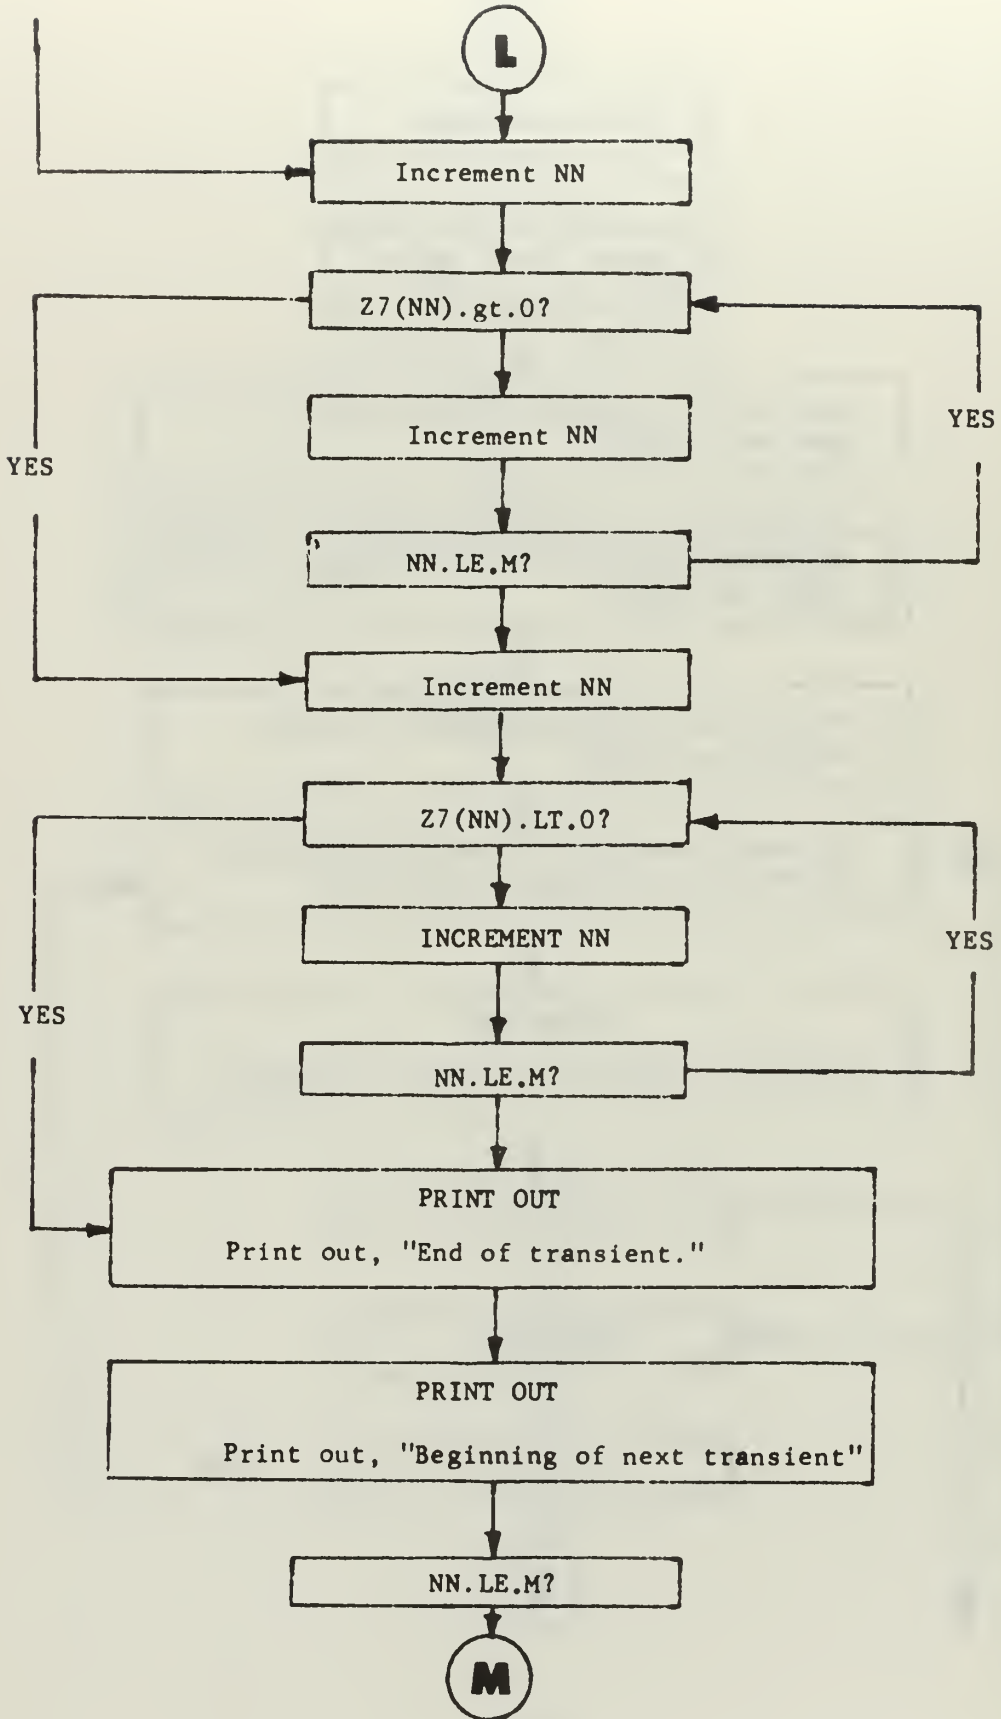 L
Increment NN
Z7(NN).gt.0?
Increment NN
YES
YES
NN.LE.M?
Increment NN
Z7(NN).LT.0?
INCREMENT NN
YES
YES
NN.LE.M?
PRINT OUT
Print out, "End of transient."
PRINT OUT
Print out, "Beginning of next transient"
NN.LE.M?
M